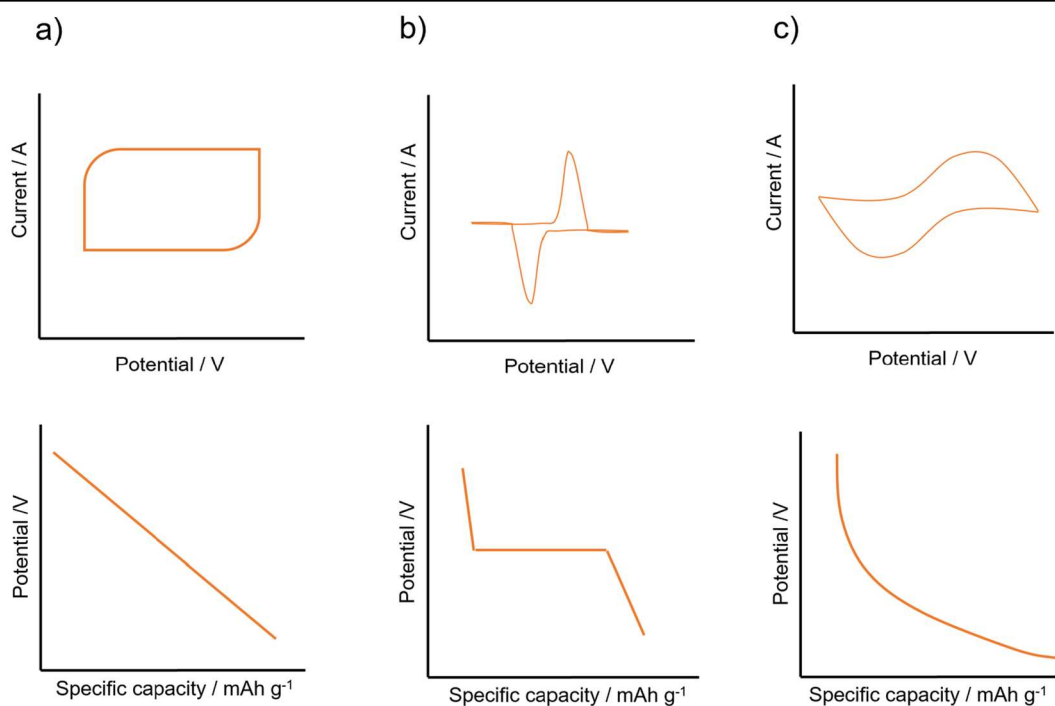 a)
b)
c)
Current / A
Potential / V
Current / A
Potential / V
Current / A
Potential / V
Potential /V
Specific capacity / mAh g⁻¹
Potential /V
Specific capacity / mAh g⁻¹
Potential /V
Specific capacity / mAh g⁻¹